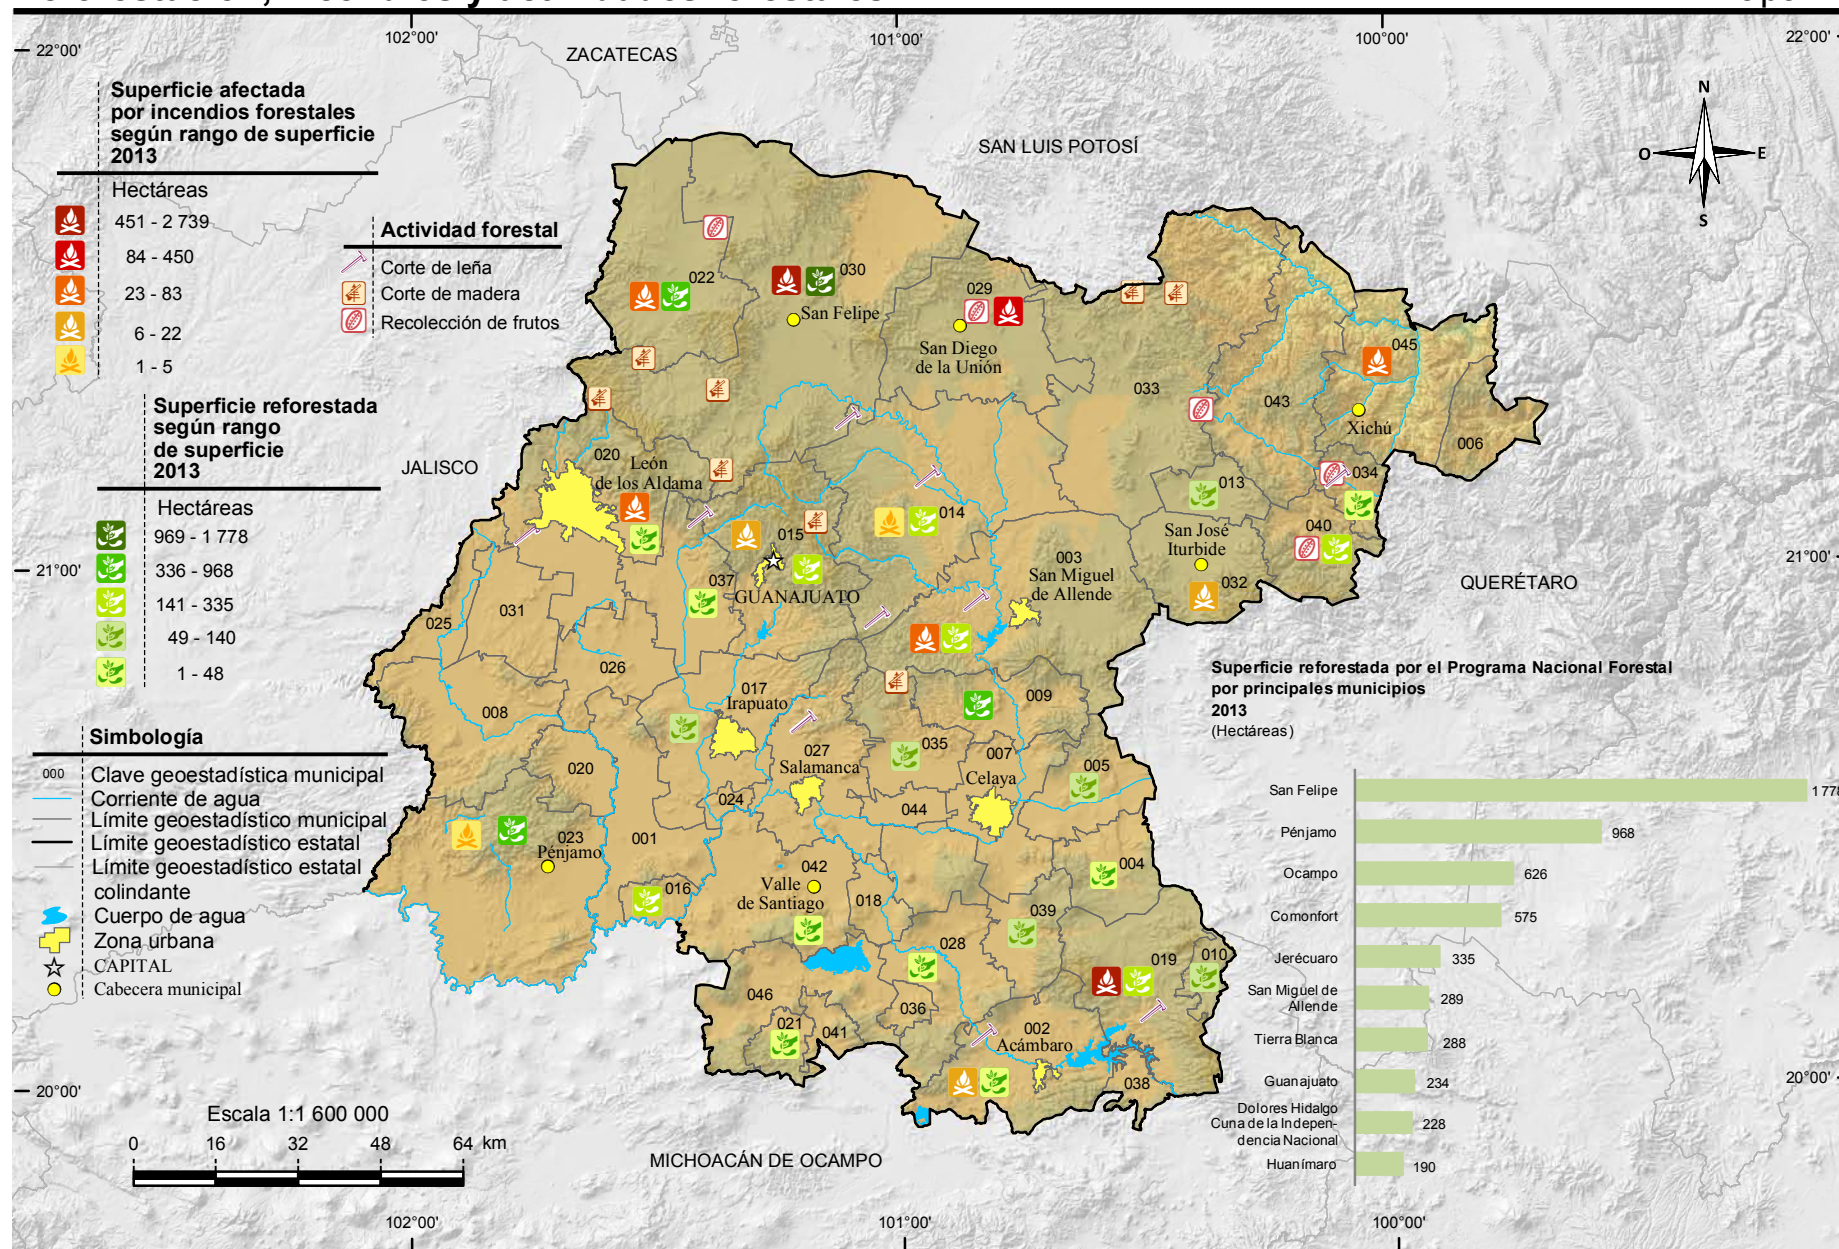 102°00'
101°00'
100°00'
22°00'
22°00'
ZACATECAS
SAN LUIS POTOSÍ
JALISCO
QUERÉTARO
MICHOACÁN DE OCAMPO
N
O
E
S
Superficie afectada
por incendios forestales
según rango de superficie
2013
Hectáreas
451 - 2 739
84 - 450
23 - 83
6 - 22
1 - 5
Actividad forestal
Corte de leña
Corte de madera
Recolección de frutos
Superficie reforestada
según rango
de superficie
2013
Hectáreas
969 - 1 778
336 - 968
141 - 335
49 - 140
1 - 48
Simbología
000 Clave geoestadística municipal
Corriente de agua
Límite geoestadístico municipal
Límite geoestadístico estatal
Límite geoestadístico estatal
colindante
Cuerpo de agua
Zona urbana
CAPITAL
Cabecera municipal
022
030
San Felipe
029
San Diego
de la Unión
033
043
045
Xichú
006
020
León
de los Aldama
034
013
014
015
GUANAJUATO
037
San José
Iturbide
032
040
003
San Miguel
de Allende
21°00'
21°00'
031
025
026
008
017
Irapuato
009
027
Salamanca
035
007
Celaya
005
020
024
044
023
Pénjamo
001
016
042
Valle
de Santiago
018
004
039
028
019
010
046
021
041
036
002
Acámbaro
038
20°00'
20°00'
Escala 1:1 600 000
0 16 32 48 64 km
102°00'
101°00'
100°00'
Superficie reforestada por el Programa Nacional Forestal
por principales municipios
2013
(Hectáreas)
San Felipe 1 778
Pénjamo 968
Ocampo 626
Comonfort 575
Jerécuaro 335
San Miguel de
Allende 289
Tierra Blanca 288
Guanajuato 234
Dolores Hidalgo
Cuna de la Indepen-
dencia Nacional 228
Huanímaro 190